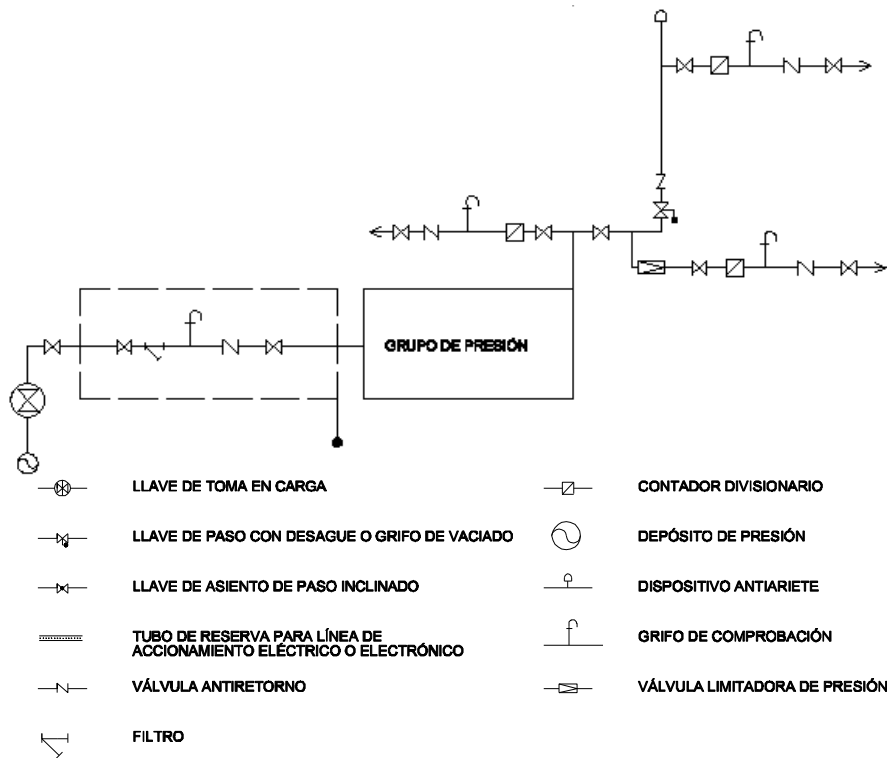 GRUPO DE PRESIÓN
LLAVE DE TOMA EN CARGA
CONTADOR DIVISIONARIO
LLAVE DE PASO CON DESAGUE O GRIFO DE VACIADO
DEPÓSITO DE PRESIÓN
LLAVE DE ASIENTO DE PASO INCLINADO
DISPOSITIVO ANTIARIETE
TUBO DE RESERVA PARA LÍNEA DE
ACCIONAMIENTO ELÉCTRICO O ELECTRÓNICO
GRIFO DE COMPROBACIÓN
VÁLVULA ANTIRETORNO
VÁLVULA LIMITADORA DE PRESIÓN
FILTRO